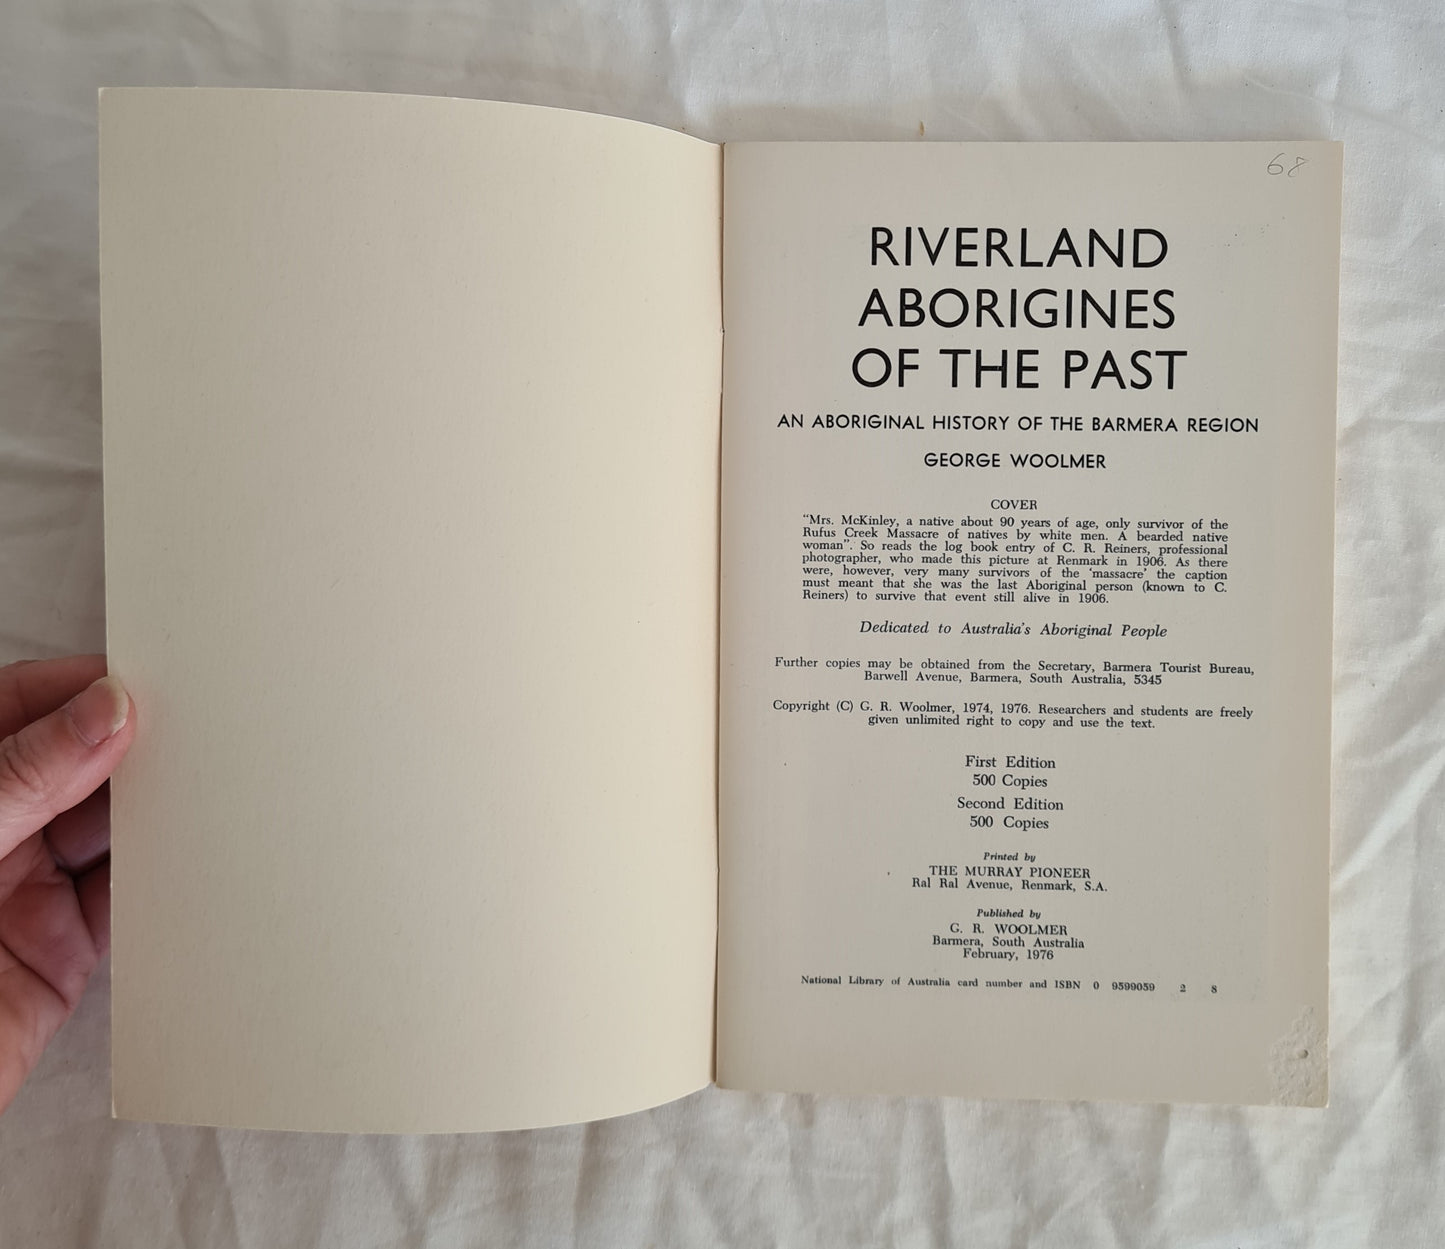 68
RIVERLAND
ABORIGINES
OF THE PAST
AN ABORIGINAL HISTORY OF THE BARMERA REGION
GEORGE WOOLMER
COVER
"Mrs. McKinley, a native about 90 years of age, only survivor of the
Rufus Creek Massacre of natives by white men. A bearded native
woman". So reads the log book entry of C. R. Reiners, professional
photographer, who made this picture at Renmark in 1906. As there
were, however, very many survivors of the 'massacre' the caption
must meant that she was the last Aboriginal person (known to C.
Reiners) to survive that event still alive in 1906.
Dedicated to Australia's Aboriginal People
Further copies may be obtained from the Secretary, Barmera Tourist Bureau,
Barwell Avenue, Barmera, South Australia, 5345
Copyright (C) G. R. Woolmer, 1974, 1976. Researchers and students are freely
given unlimited right to copy and use the text.
First Edition
500 Copies
Second Edition
500 Copies
Printed by
THE MURRAY PIONEER
Ral Ral Avenue, Renmark, S.A.
Published by
G. R. WOOLMER
Barmera, South Australia
February, 1976
National Library of Australia card number and ISBN 0 9599059 2 8